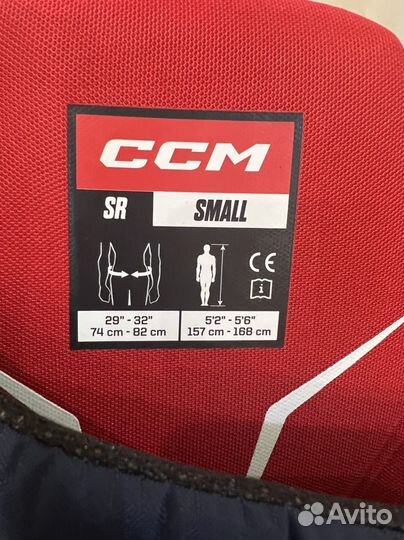 CCM
SR SMALL
CE
i
29" - 32"
74 cm - 82 cm
5'2" - 5'6"
157 cm - 168 cm
Avito